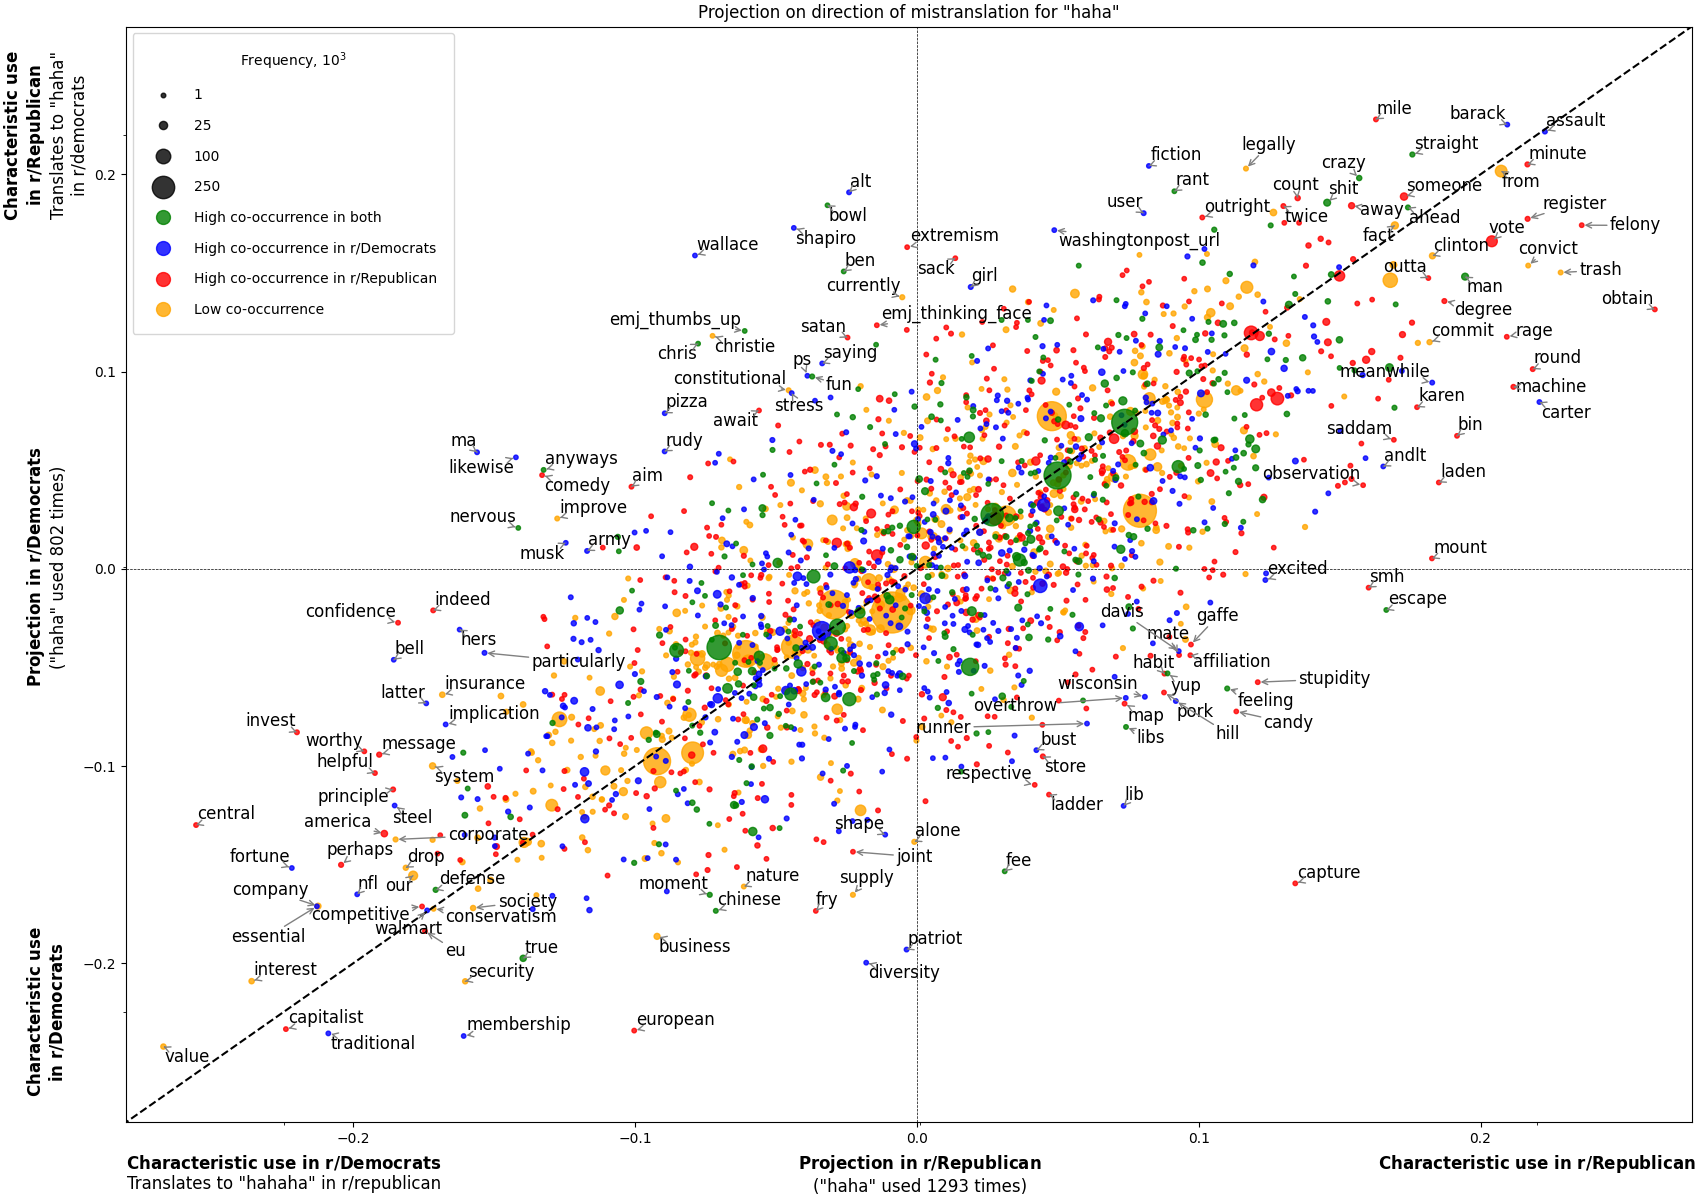 Projection on direction of mistranslation for "haha"
Characteristic use
in r/Republican
Translates to "haha"
in r/democrats
Projection in r/Democrats
("haha" used 802 times)
Characteristic use
in r/Democrats
Frequency, 10³
1
25
100
250
High co-occurrence in both
High co-occurrence in r/Democrats
High co-occurrence in r/Republican
Low co-occurrence
0.2
0.1
0.0
−0.1
−0.2
mile
barack
assault
straight
legally
fiction
crazy
minute
from
rant
count
shit
someone
alt
user
outright
twice
away
ahead
register
bowl
fact
vote
felony
shapiro
extremism
washingtonpost_url
wallace
clinton
convict
ben
sack
girl
outta
trash
currently
man
degree
obtain
emj_thumbs_up
emj_thinking_face
satan
christie
commit
rage
chris
ps
saying
round
constitutional
fun
meanwhile
machine
pizza
stress
karen
carter
await
ma
rudy
saddam
bin
likewise
anyways
andlt
comedy
aim
observation
laden
nervous
improve
musk
army
mount
excited
smh
escape
confidence
indeed
davis
gaffe
bell
hers
mate
particularly
habit
affiliation
latter
insurance
wisconsin
yup
stupidity
implication
overthrow
feeling
invest
runner
map
pork
candy
worthy
message
libs
hill
helpful
system
bust
store
principle
respective
central
steel
ladder
lib
america
corporate
shape
alone
fortune
perhaps
drop
joint
fee
company
nfl
our
defense
moment
nature
supply
capture
essential
competitive
society
conservatism
chinese
fry
walmart
eu
true
business
patriot
interest
security
diversity
capitalist
traditional
membership
european
value
−0.2
−0.1
0.0
0.1
0.2
Characteristic use in r/Democrats
Translates to "hahaha" in r/republican
Projection in r/Republican
("haha" used 1293 times)
Characteristic use in r/Republican